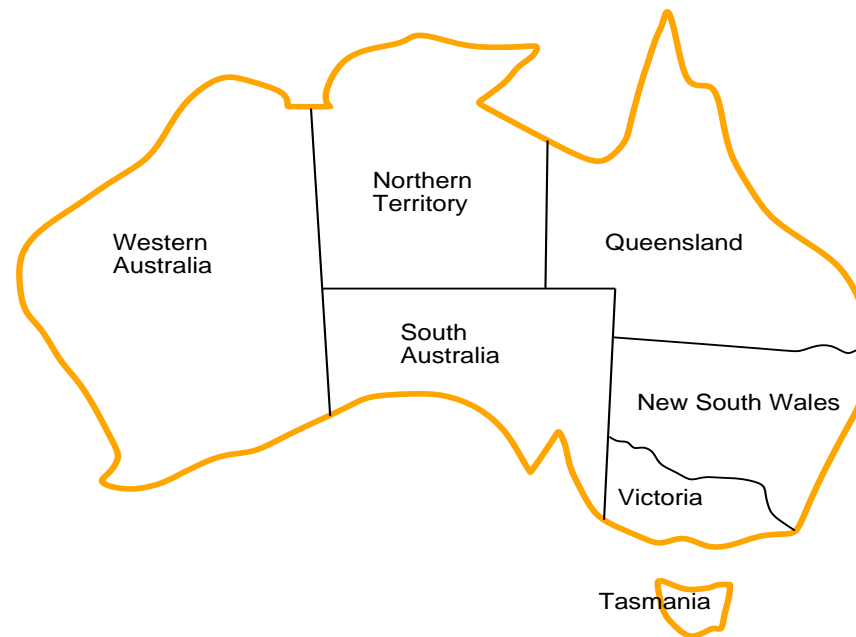 Northern
Territory
Western
Australia
Queensland
South
Australia
New South Wales
Victoria
Tasmania